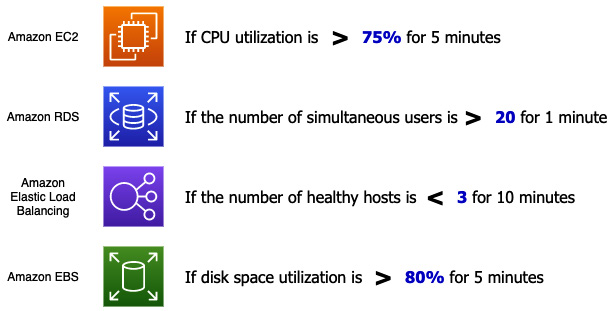 Amazon EC2
If CPU utilization is > 75% for 5 minutes
Amazon RDS
If the number of simultaneous users is > 20 for 1 minute
Amazon
Elastic Load
Balancing
If the number of healthy hosts is < 3 for 10 minutes
Amazon EBS
If disk space utilization is > 80% for 5 minutes